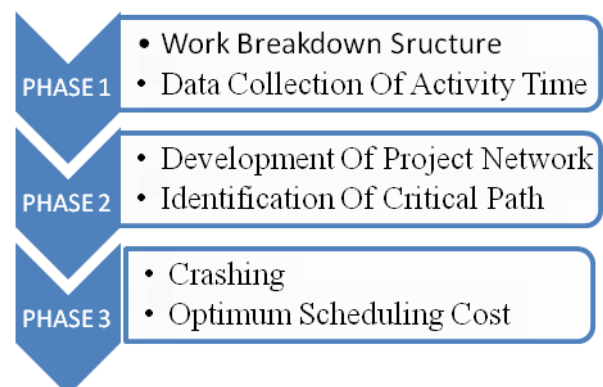 PHASE 1
• Work Breakdown Sructure
• Data Collection Of Activity Time
PHASE 2
• Development Of Project Network
• Identification Of Critical Path
PHASE 3
• Crashing
• Optimum Scheduling Cost